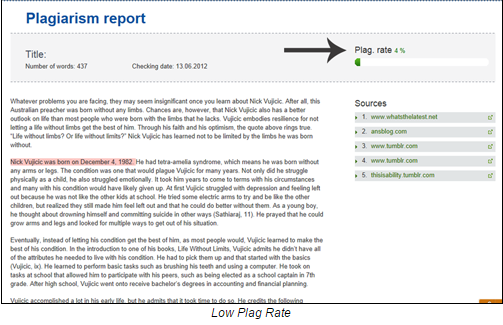 Plagiarism report
Title:
Number of words: 437 Checking date: 13.06.2012
Plag. rate 4 %
Whatever problems you are facing, they may seem insignificant once you learn about Nick Vujicic. After all, this
Australian preacher was born without any limbs. Chances are, however, that Nick Vujicic also has a better
outlook on life than most people who were born with the limbs that he lacks. Vujicic embodies resilience for not
letting a life without limbs get the best of him. Through his faith and his optimism, the quote above rings true.
"Life without limbs? Or life without limits?" Nick Vujicic has learned not to be limited by the limbs he was born
without.
Nick Vujicic was born on December 4, 1982. He had tetra-amelia syndrome, which means he was born without
any arms or legs. The condition was one that would plague Vujicic for many years. Not only did he struggle
physically as a child, he also struggled emotionally. It took him years to come to terms with his circumstances
and many with his condition would have likely given up. At first Vujicic struggled with depression and feeling left
out because he was not like the other kids at school. He tried some electric arms to try and be like the other
children, but realized they still made him feel left out and that he could do better without them. As a young boy,
he thought about drowning himself and committing suicide in other ways (Sathiaraj, 11). He prayed that he could
grow arms and legs and looked for multiple ways to get out of his situation.
Eventually, instead of letting his condition get the best of him, as most people would, Vujicic learned to make the
best of his condition. In the introduction to one of his books, Life Without Limits, Vujicic admits he didn't have all
of the attributes he needed to live with his condition. He had to pick them up and that started with the basics
(Vujicic, ix). He learned to perform basic tasks such as brushing his teeth and using a computer. He took on
tasks at school that allowed him to participate with his peers, such as being elected as a school captain in 7th
grade. After high school, Vujicic went onto receive bachelor's degrees in accounting and financial planning.
Vujicic accomplished a lot in his early life, but he admits that it took time to do so. He credits the following
Sources
1. www.whatsthelatest.net
2. ansblog.com
3. www.tumblr.com
4. www.tumblr.com
5. thisisability.tumblr.com
Low Plag Rate